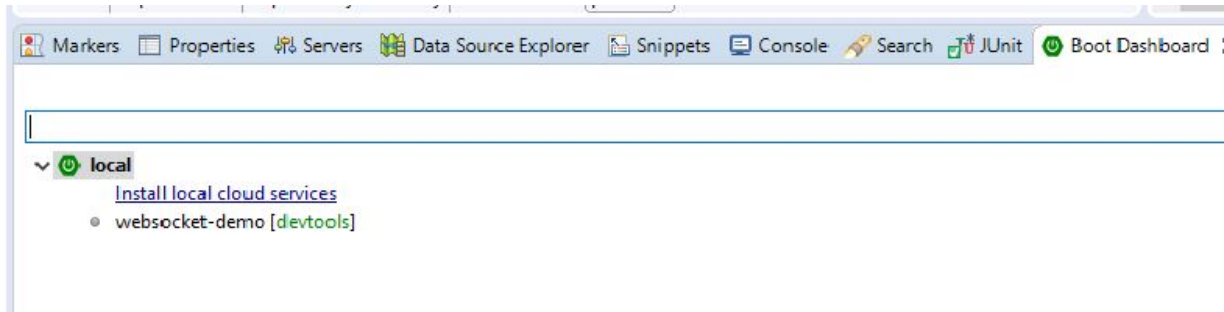 Markers Properties Servers Data Source Explorer Snippets Console Search JUnit Boot Dashboard
local
Install local cloud services
websocket-demo [devtools]